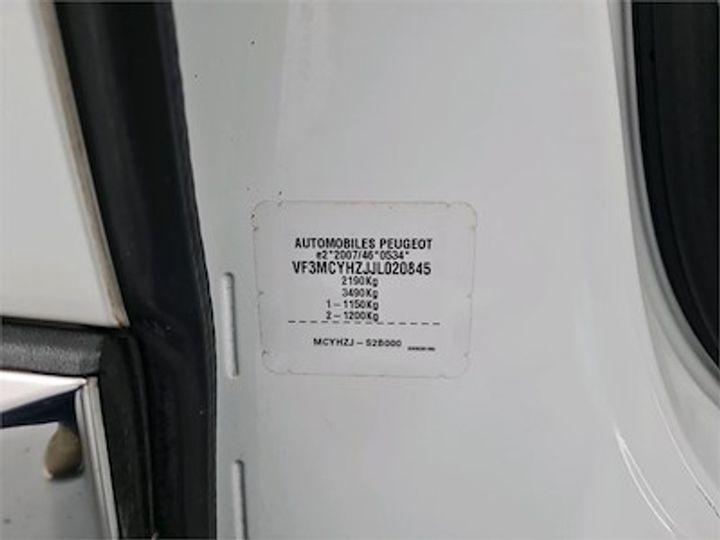 AUTOMOBILES PEUGEOT
e2*2007/46*0534*
VF3MCYHZJJL020845
2190Kg
3490Kg
1-1150Kg
2-1200Kg
MCYHZJ-S2B000